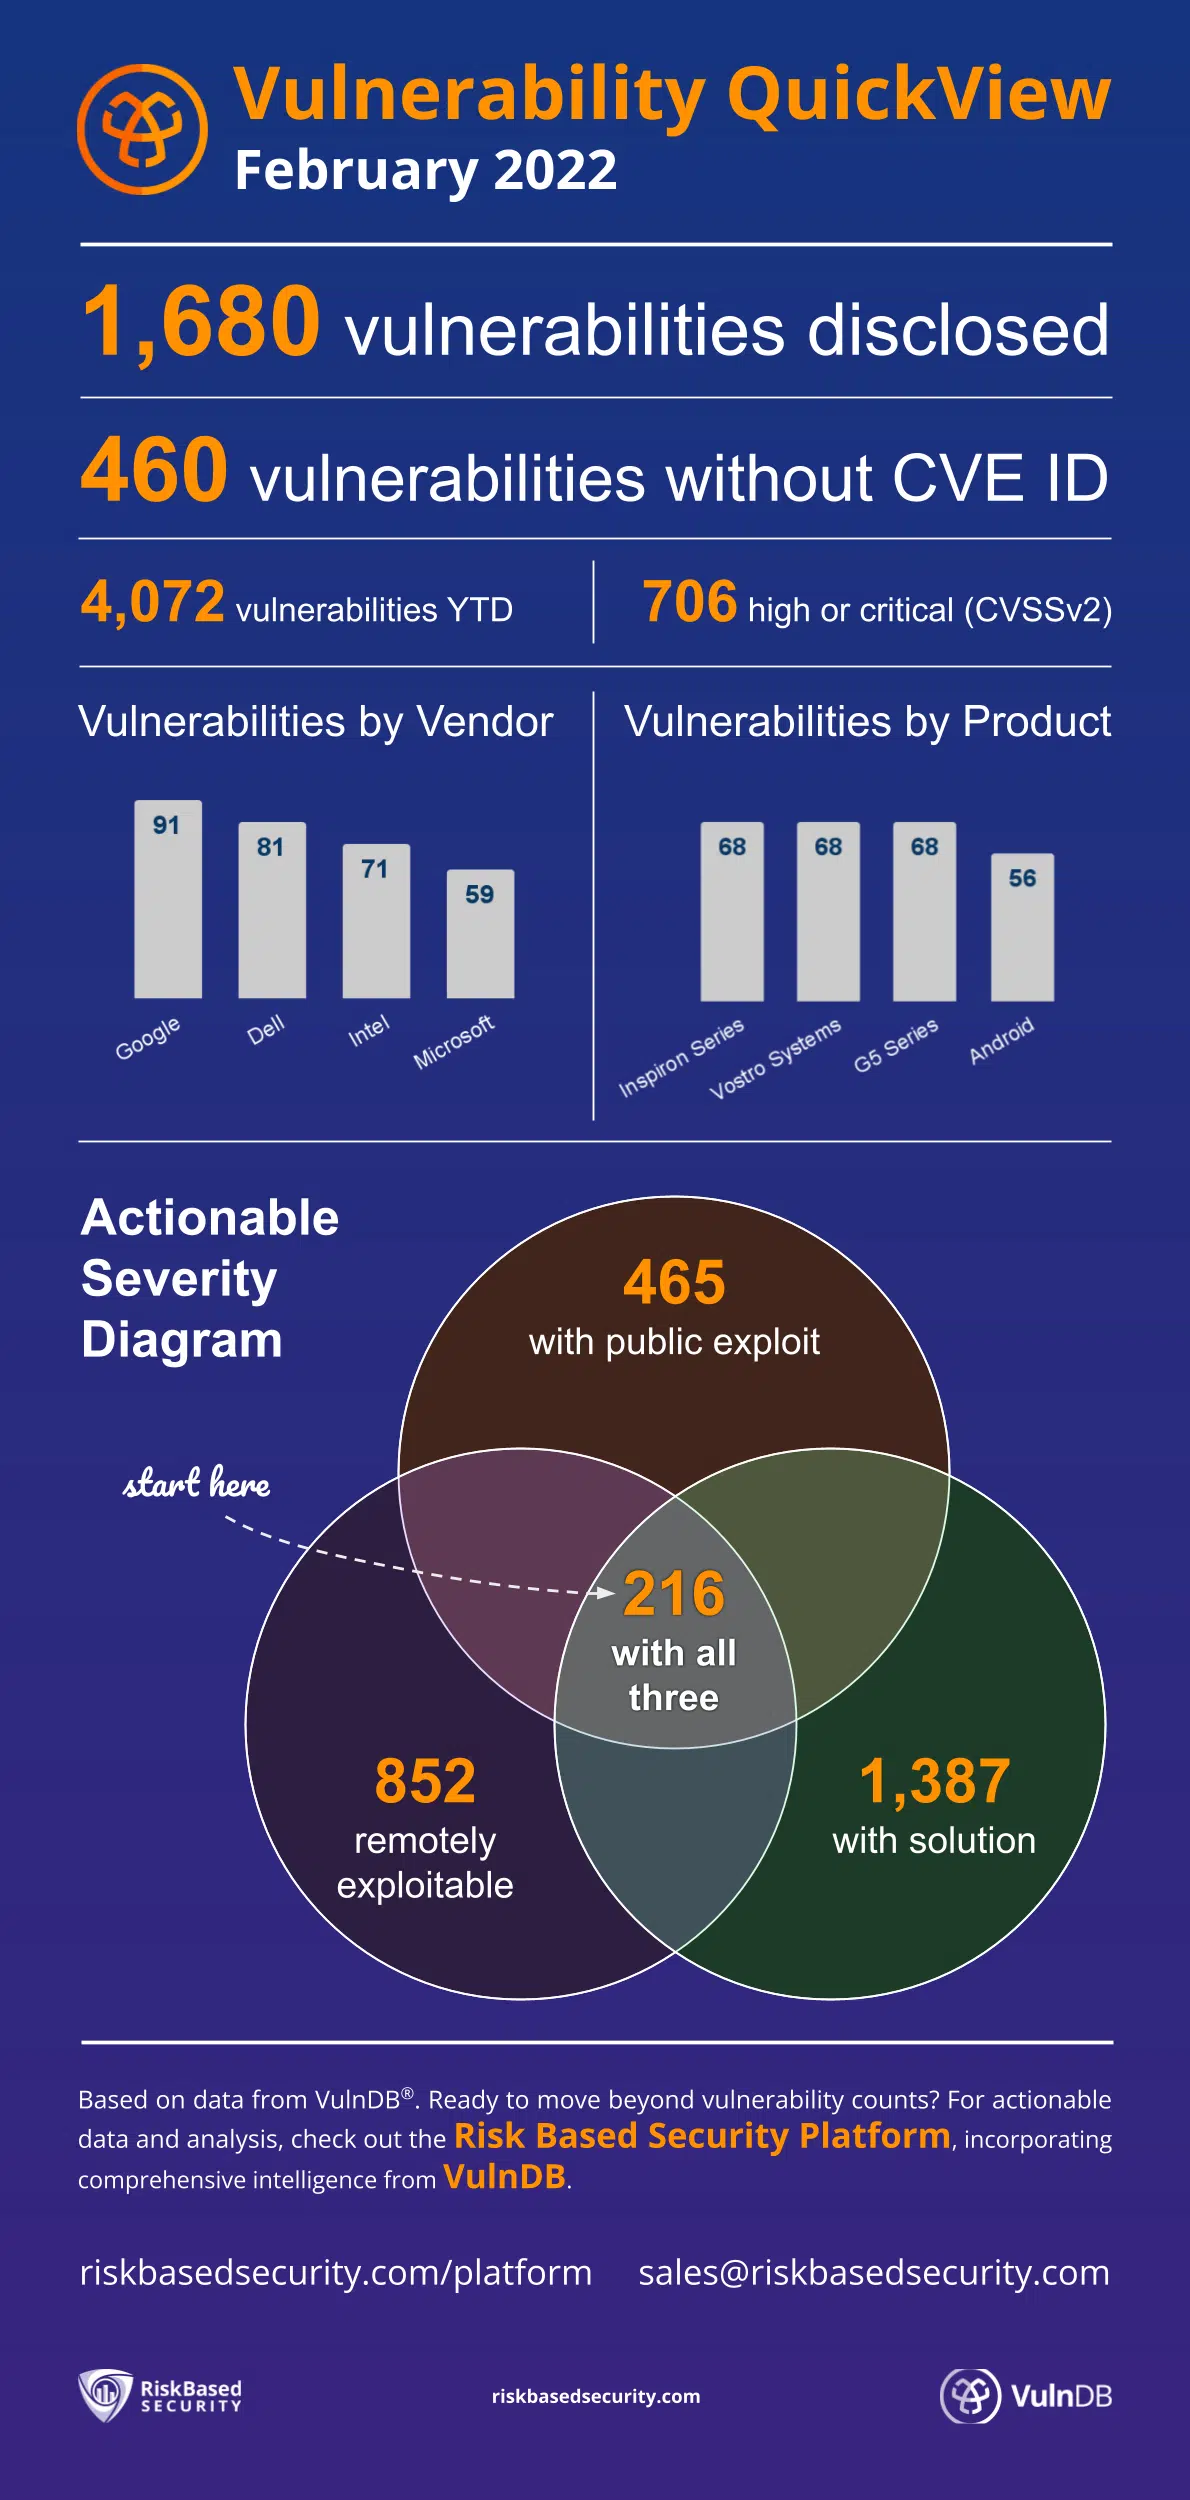 Vulnerability QuickView
February 2022
1,680 vulnerabilities disclosed
460 vulnerabilities without CVE ID
4,072 vulnerabilities YTD
706 high or critical (CVSSv2)
Vulnerabilities by Vendor
91
81
71
59
Google
Dell
Intel
Microsoft
Vulnerabilities by Product
68
68
68
56
Inspiron Series
Vostro Systems
G5 Series
Android
Actionable
Severity
Diagram
465
with public exploit
start here
216
with all
three
852
remotely
exploitable
1,387
with solution
Based on data from VulnDB®. Ready to move beyond vulnerability counts? For actionable
data and analysis, check out the Risk Based Security Platform, incorporating
comprehensive intelligence from VulnDB.
riskbasedsecurity.com/platform
sales@riskbasedsecurity.com
RiskBased
SECURITY
riskbasedsecurity.com
VulnDB